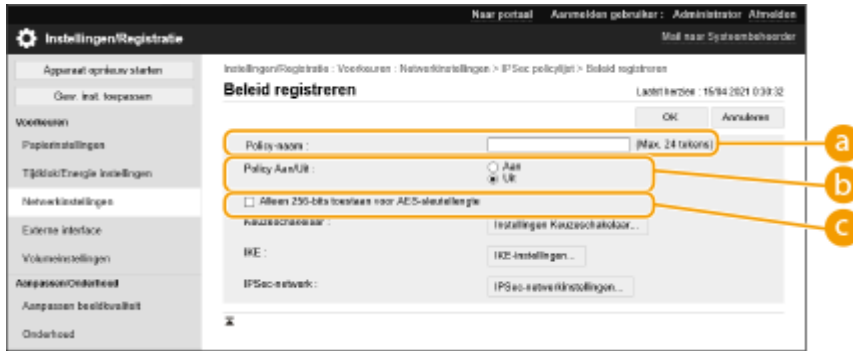 Naar portaal Aanmelden gebruiker : Administrator Afmelden
Instellingen/Registratie
Mail naar Systeembeheerder
Apparaat opnieuw starten
Gewr. inst. toepassen
Voorkeuren
Papierinstellingen
Tijdklok/Energie instellingen
Netwerkinstellingen
Externe interface
Volumeinstellingen
Aanpassen/Onderhoud
Aanpassen beeldkwaliteit
Onderhoud
Instellingen/Registratie : Voorkeuren : Netwerkinstellingen > IPSec policylijst > Beleid registreren
Beleid registreren
Laatst herzien : 15/04 2021 0:30:32
OK Annuleren
Policy-naam : (Max. 24 tekens)
a
Policy Aan/Uit : Aan
Uit
b
Alleen 256-bits toestaan voor AES-sleutellengte
c
Keuzeschakelaar : Instellingen Keuzeschakelaar...
IKE : IKE-instellingen...
IPSec-netwerk : IPSec-netwerkinstellingen...